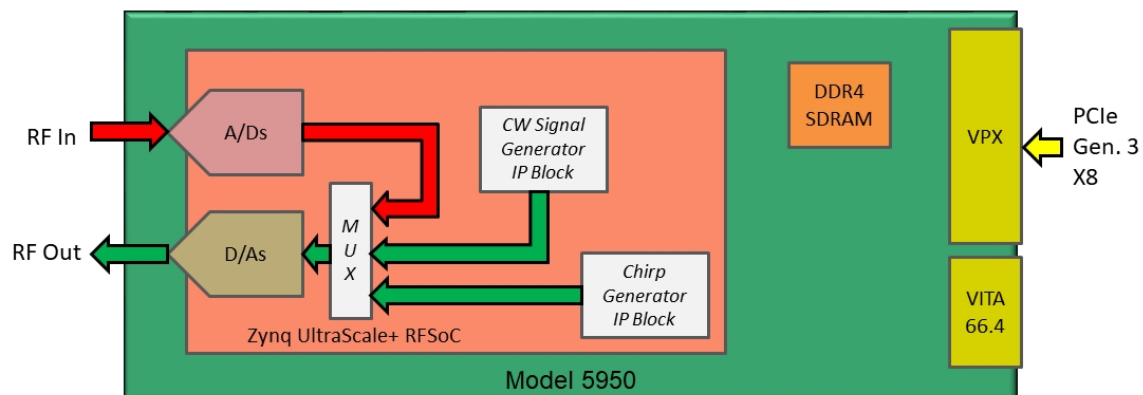 RF In
A/Ds
CW Signal
Generator
IP Block
DDR4
SDRAM
VPX
PCIe
Gen. 3
X8
RF Out
D/As
M
U
X
Chirp
Generator
IP Block
VITA
66.4
Zynq UltraScale+ RFSoC
Model 5950